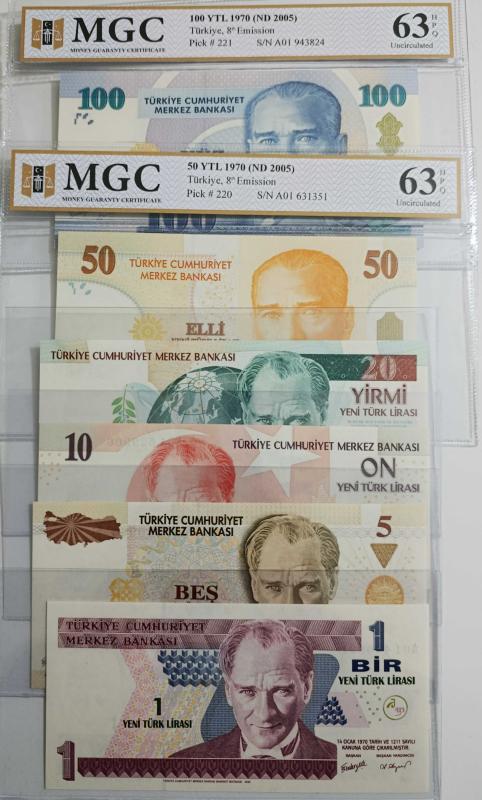 MGC
MONEY GUARANTY CERTIFICATE
100 YTL 1970 (ND 2005)
Türkiye, 8th Emission
Pick # 221 S/N A01 943824
63 HPQ
Uncirculated
100
TÜRKİYE CUMHURİYET
MERKEZ BANKASI
100
MGC
MONEY GUARANTY CERTIFICATE
50 YTL 1970 (ND 2005)
Türkiye, 8th Emission
Pick # 220 S/N A01 631351
63 HPQ
Uncirculated
100
50
TÜRKİYE CUMHURİYET
MERKEZ BANKASI
50
ELLİ
TÜRKİYE CUMHURİYET MERKEZ BANKASI
20
YİRMİ
YENİ TÜRK LİRASI
10
TÜRKİYE CUMHURİYET MERKEZ BANKASI
ON
YENİ TÜRK LİRASI
TÜRKİYE CUMHURİYET
MERKEZ BANKASI
5
BEŞ
TÜRKİYE CUMHURİYET
MERKEZ BANKASI
1
BİR
YENİ TÜRK LİRASI
1
YENİ TÜRK LİRASI
14 OCAK 1970 TARİH VE 1211 SAYILI
KANUNA GÖRE ÇIKARILMIŞTIR.
BAŞKAN BAŞKAN YARDIMCISI
1